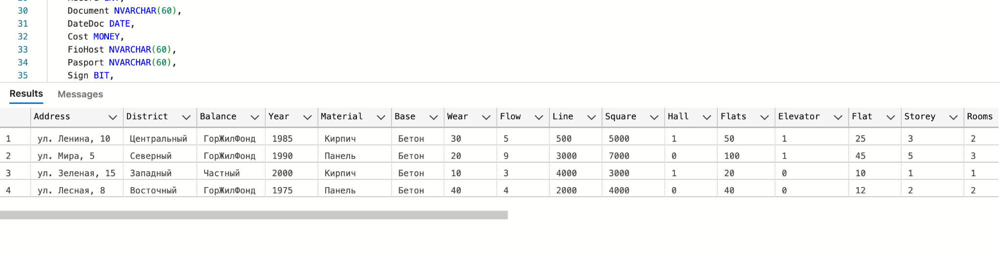 30 Document NVARCHAR(60),
31 DateDoc DATE,
32 Cost MONEY,
33 FioHost NVARCHAR(60),
34 Pasport NVARCHAR(60),
35 Sign BIT,
Results Messages
Address District Balance Year Material Base Wear Flow Line Square Hall Flats Elevator Flat Storey Rooms
1 ул. Ленина, 10 Центральный ГорЖилФонд 1985 Кирпич Бетон 30 5 500 5000 1 50 1 25 3 2
2 ул. Мира, 5 Северный ГорЖилФонд 1990 Панель Бетон 20 9 3000 7000 0 100 1 45 5 3
3 ул. Зеленая, 15 Западный Частный 2000 Кирпич Бетон 10 3 4000 3000 1 20 0 10 1 1
4 ул. Лесная, 8 Восточный ГорЖилФонд 1975 Панель Бетон 40 4 2000 4000 0 40 0 12 2 2